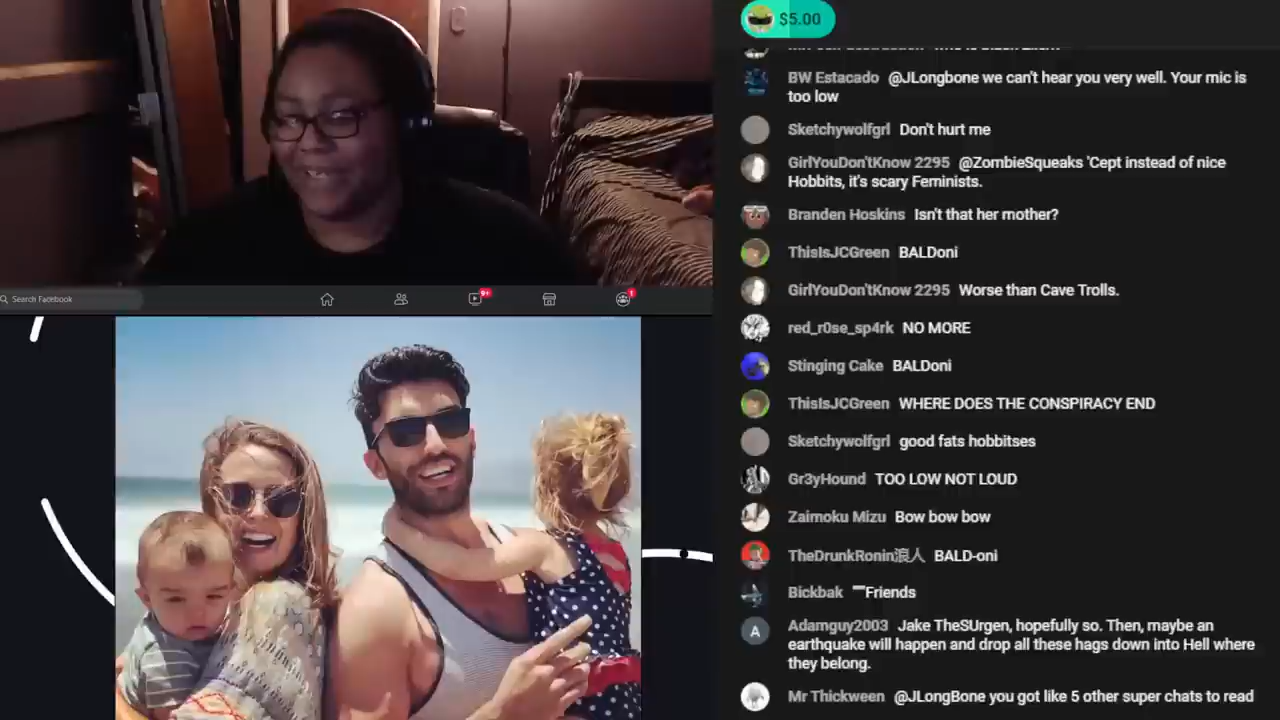 $5.00
BW Estacado @JLongbone we can't hear you very well. Your mic is
too low
Sketchywolfgrl Don't hurt me
GirlYouDon'tKnow 2295 @ZombieSqueaks 'Cept instead of nice
Hobbits, it's scary Feminists.
Branden Hoskins Isn't that her mother?
ThisIsJCGreen BALDoni
GirlYouDon'tKnow 2295 Worse than Cave Trolls.
red_r0se_sp4rk NO MORE
Stinging Cake BALDoni
ThisIsJCGreen WHERE DOES THE CONSPIRACY END
Sketchywolfgrl good fats hobbitses
Gr3yHound TOO LOW NOT LOUD
Zaimoku Mizu Bow bow bow
TheDrunkRonin浪人 BALD-oni
Bickbak """Friends
A Adamguy2003 Jake TheSUrgen, hopefully so. Then, maybe an
earthquake will happen and drop all these hags down into Hell where
they belong.
Mr Thickween @JLongBone you got like 5 other super chats to read
Search Facebook
9+
1